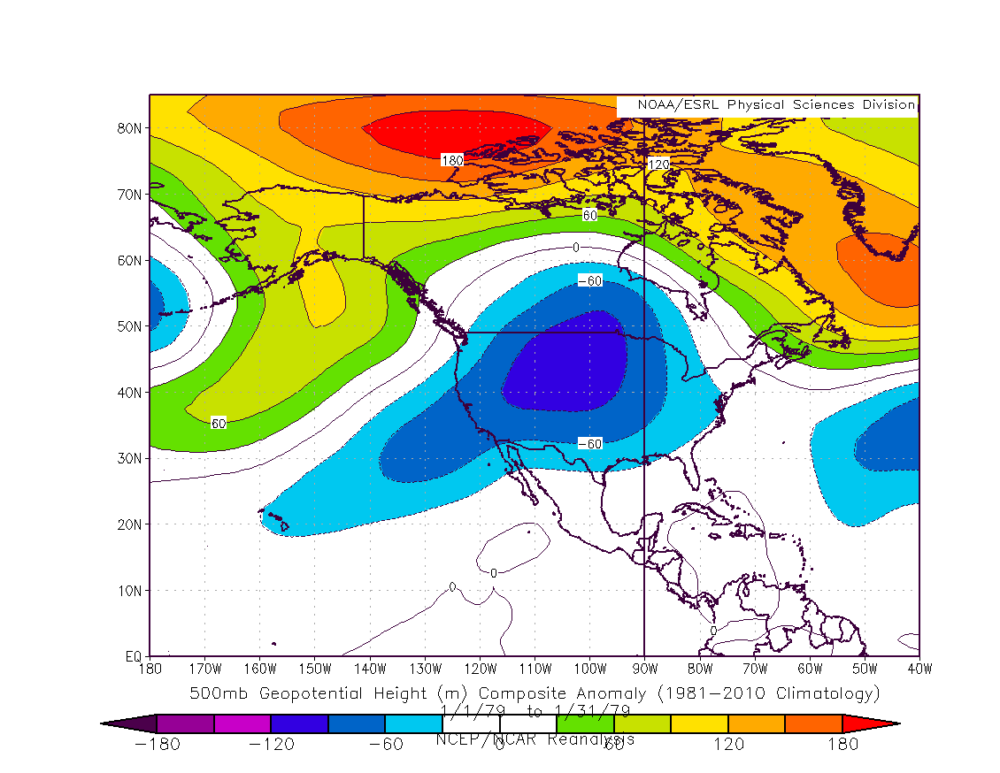 NOAA/ESRL Physical Sciences Division
80N
180
120
70N
60
0
60N
-60
50N
40N
60
-60
30N
20N
0
0
10N
0
EQ
180 170W 160W 150W 140W 130W 120W 110W 100W 90W 80W 70W 60W 50W 40W
500mb Geopotential Height (m) Composite Anomaly (1981-2010 Climatology)
1/1/79 to 1/31/79
NCEP/NCAR Reanalysis
-180 -120 -60 0 60 120 180